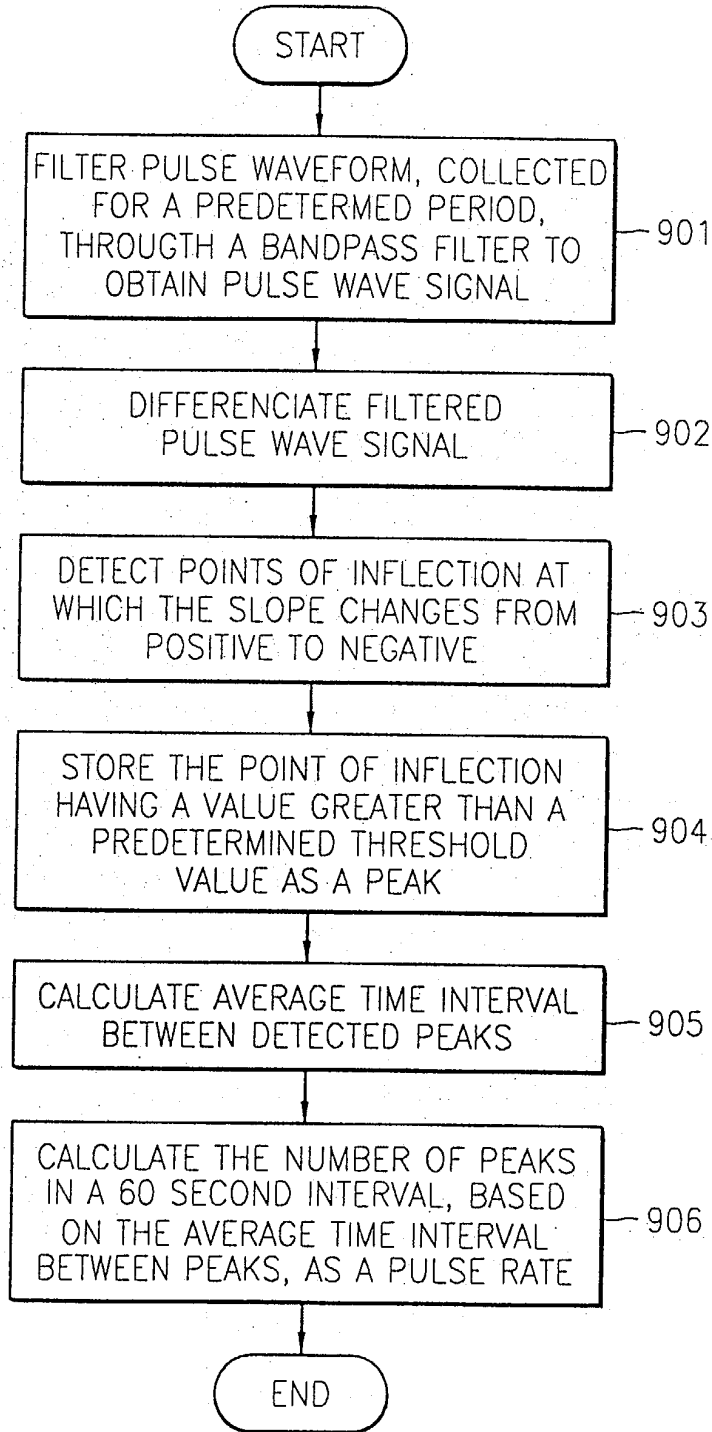 START
FILTER PULSE WAVEFORM, COLLECTED
FOR A PREDETERMED PERIOD,
THROUGTH A BANDPASS FILTER TO
OBTAIN PULSE WAVE SIGNAL
901
DIFFERENCIATE FILTERED
PULSE WAVE SIGNAL
902
DETECT POINTS OF INFLECTION AT
WHICH THE SLOPE CHANGES FROM
POSITIVE TO NEGATIVE
903
STORE THE POINT OF INFLECTION
HAVING A VALUE GREATER THAN A
PREDETERMINED THRESHOLD
VALUE AS A PEAK
904
CALCULATE AVERAGE TIME INTERVAL
BETWEEN DETECTED PEAKS
905
CALCULATE THE NUMBER OF PEAKS
IN A 60 SECOND INTERVAL, BASED
ON THE AVERAGE TIME INTERVAL
BETWEEN PEAKS, AS A PULSE RATE
906
END